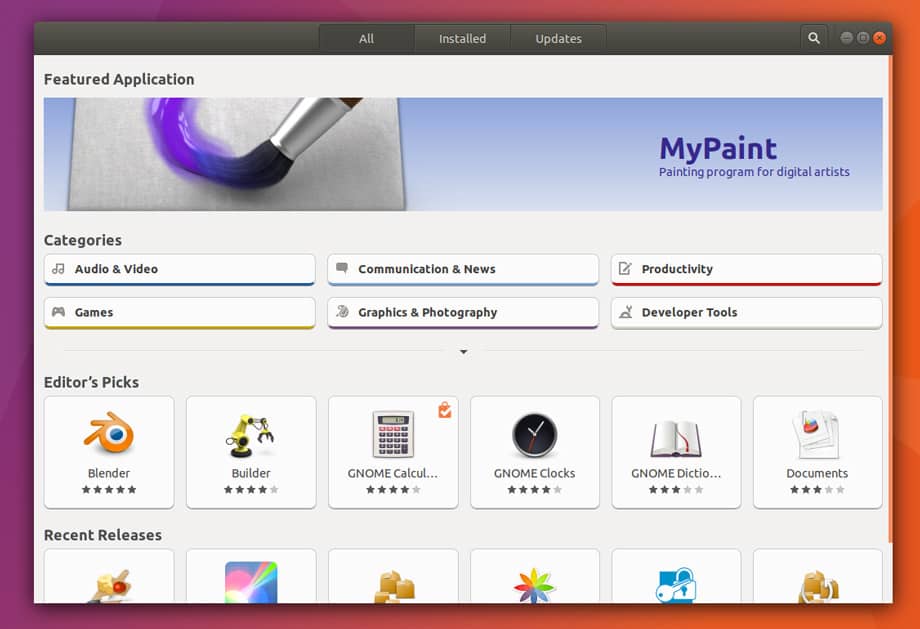 All Installed Updates
Featured Application
MyPaint
Painting program for digital artists
Categories
Audio & Video Communication & News Productivity
Games Graphics & Photography Developer Tools
Editor’s Picks
Blender Builder GNOME Calcul... GNOME Clocks GNOME Dictio... Documents
Recent Releases